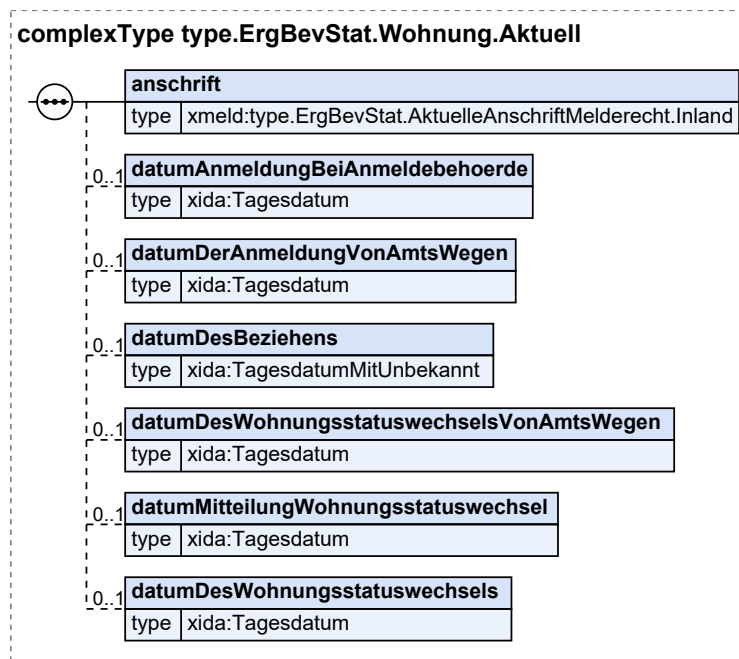 complexType type.ErgBevStat.Wohnung.Aktuell
anschrift
type xmeld:type.ErgBevStat.AktuelleAnschriftMelderecht.Inland
0..1 datumAnmeldungBeiAnmeldebehoerde
type xida:Tagesdatum
0..1 datumDerAnmeldungVonAmtsWegen
type xida:Tagesdatum
0..1 datumDesBeziehens
type xida:TagesdatumMitUnbekannt
0..1 datumDesWohnungsstatuswechselsVonAmtsWegen
type xida:Tagesdatum
0..1 datumMitteilungWohnungsstatuswechsel
type xida:Tagesdatum
0..1 datumDesWohnungsstatuswechsels
type xida:Tagesdatum